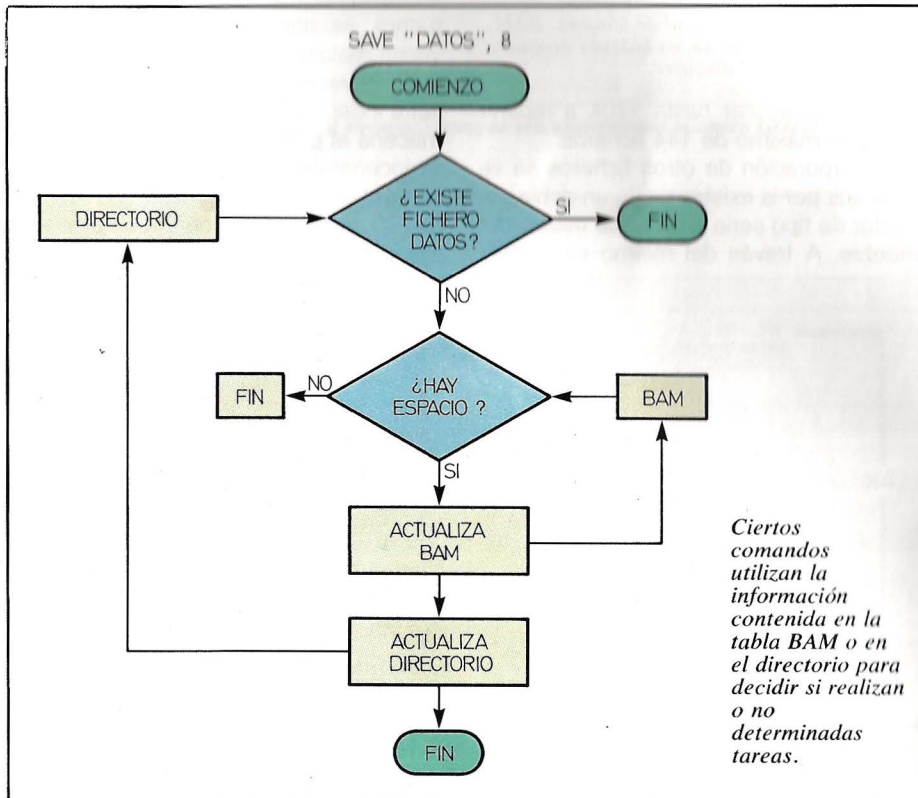 SAVE "DATOS", 8
COMIENZO
¿EXISTE
FICHERO
DATOS?
SI
FIN
DIRECTORIO
NO
¿HAY
ESPACIO ?
NO
FIN
BAM
SI
ACTUALIZA
BAM
ACTUALIZA
DIRECTORIO
FIN
Ciertos
comandos
utilizan la
información
contenida en la
tabla BAM o en
el directorio para
decidir si realizan
o no
determinadas
tareas.